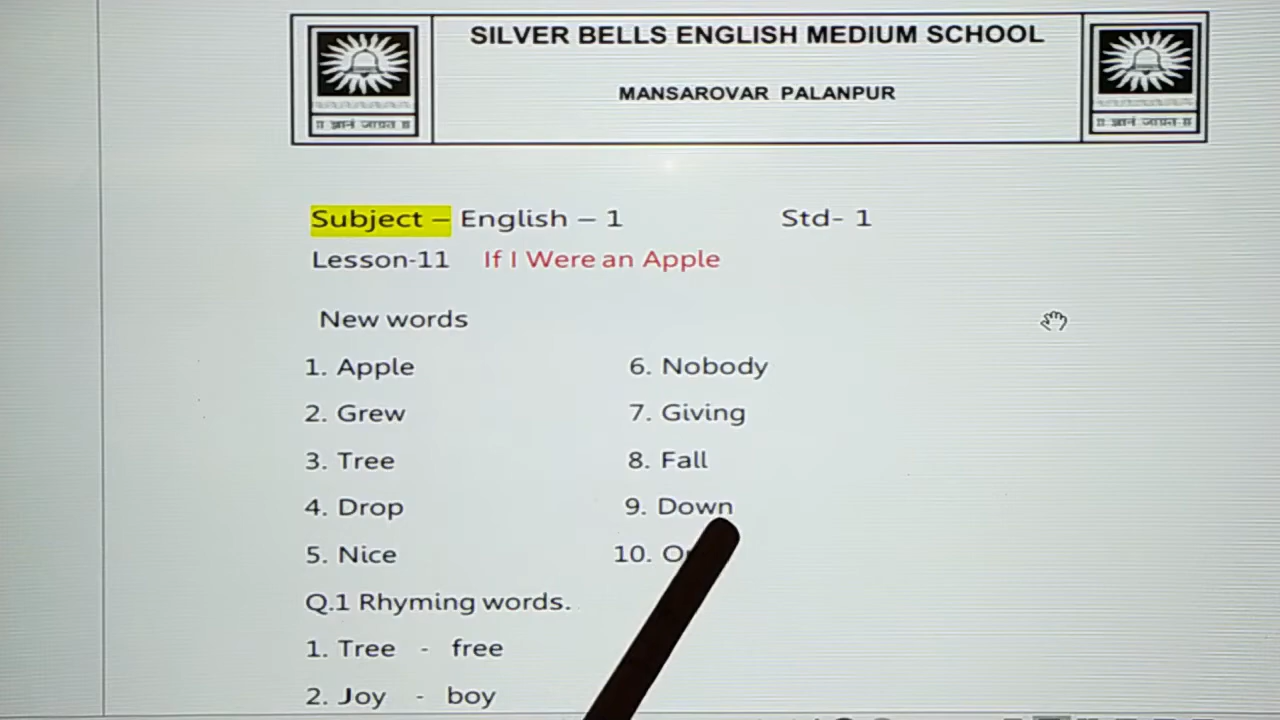 SILVER BELLS ENGLISH MEDIUM SCHOOL
MANSAROVAR PALANPUR
॥ ज्ञानं जाग्रत ॥
॥ ज्ञानं जाग्रत ॥
Subject – English – 1 Std- 1
Lesson-11 If I Were an Apple
New words
1. Apple 6. Nobody
2. Grew 7. Giving
3. Tree 8. Fall
4. Drop 9. Down
5. Nice 10.
Q.1 Rhyming words.
1. Tree - free
2. Joy - boy